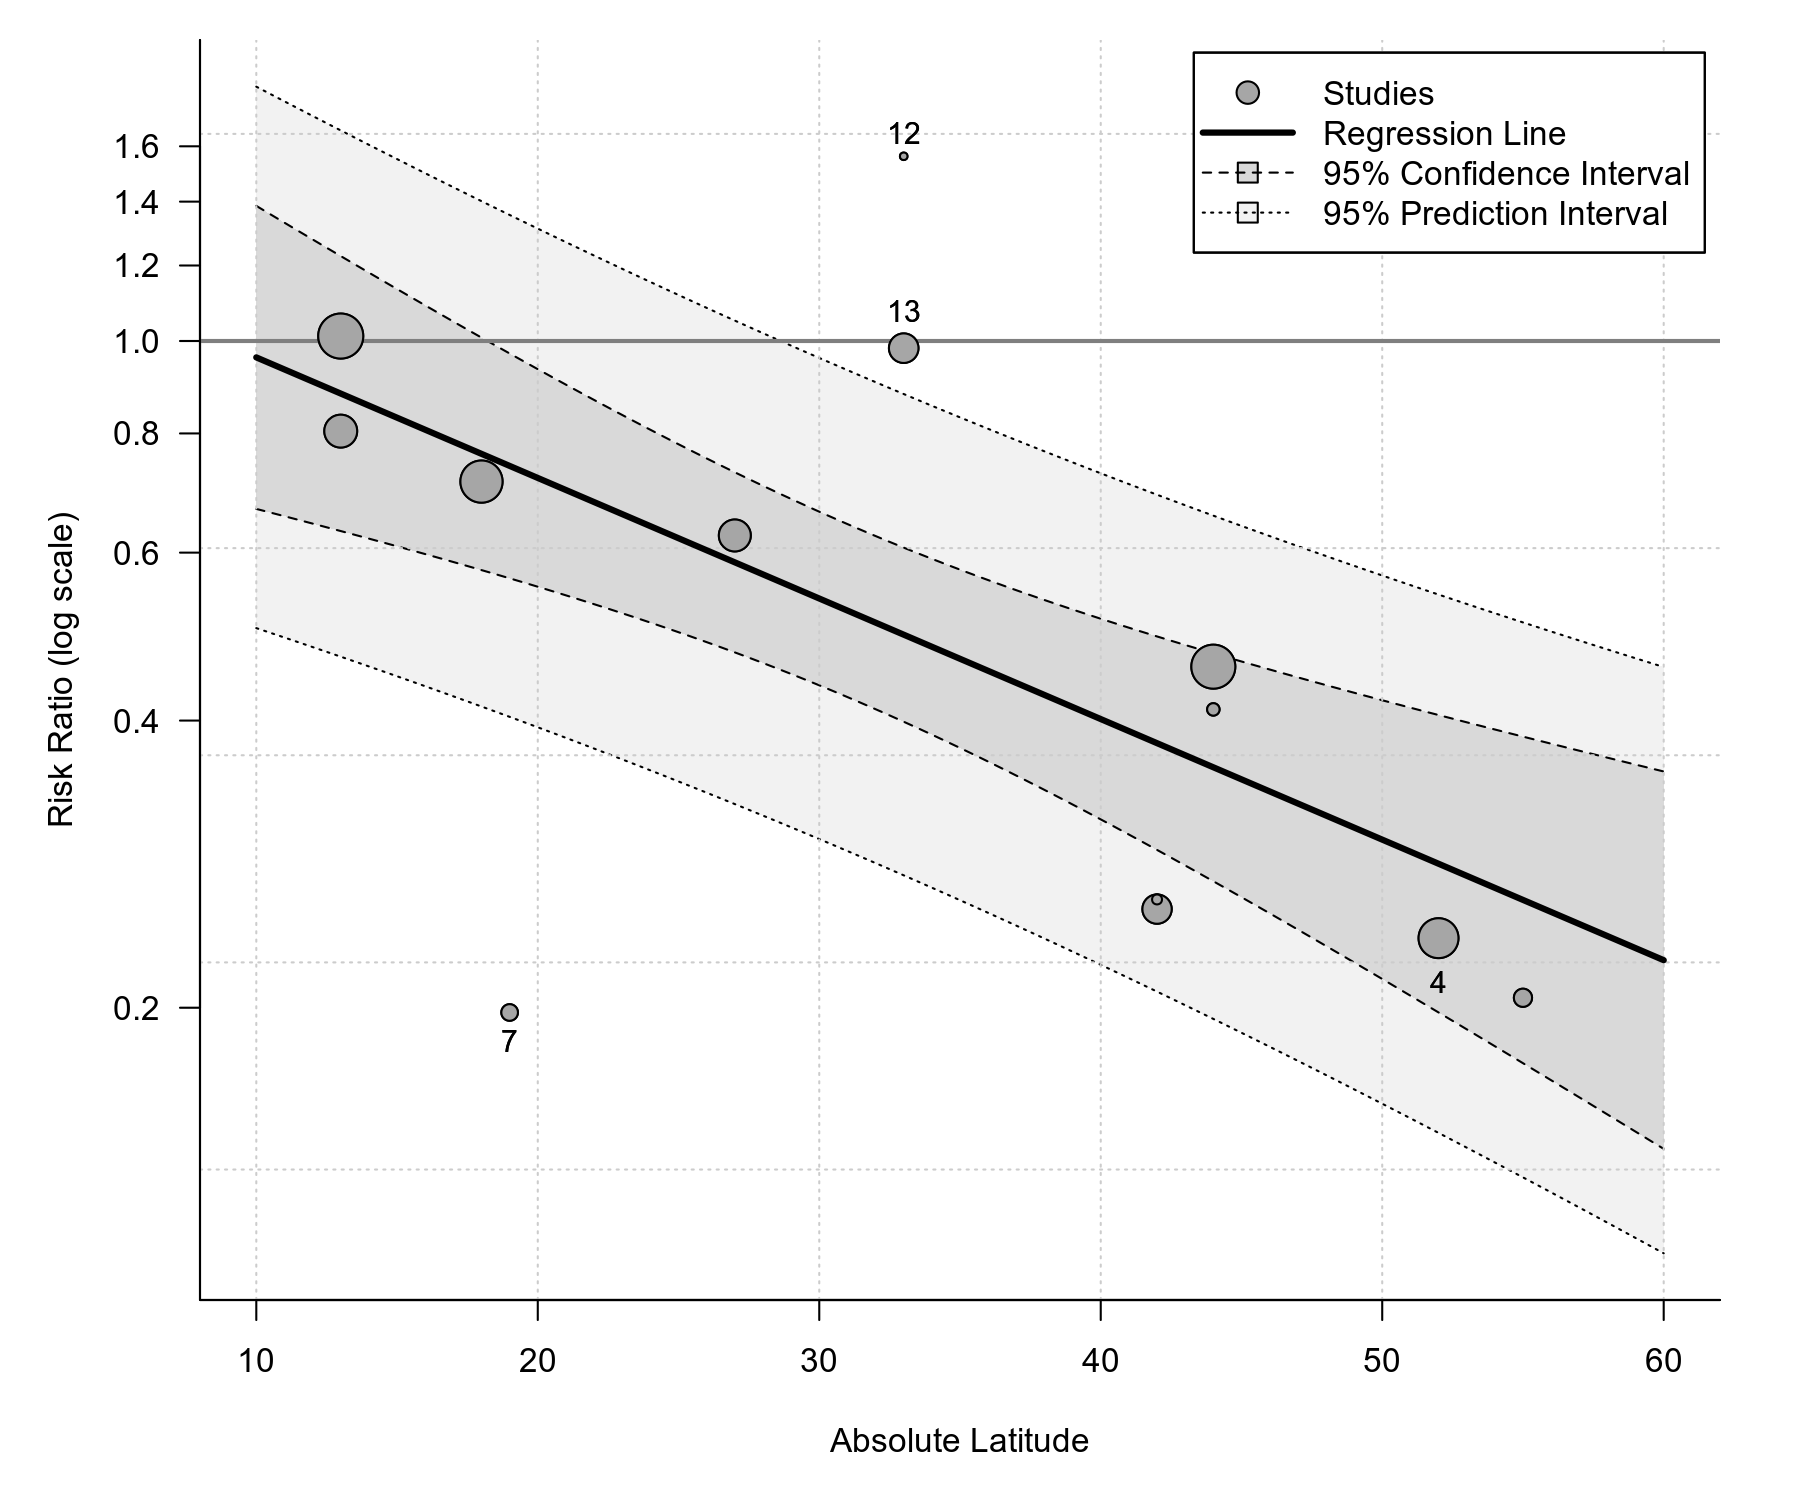 Studies
Regression Line
95% Confidence Interval
95% Prediction Interval
12
13
4
7
1.6
1.4
1.2
1.0
0.8
0.6
0.4
0.2
Risk Ratio (log scale)
10 20 30 40 50 60
Absolute Latitude